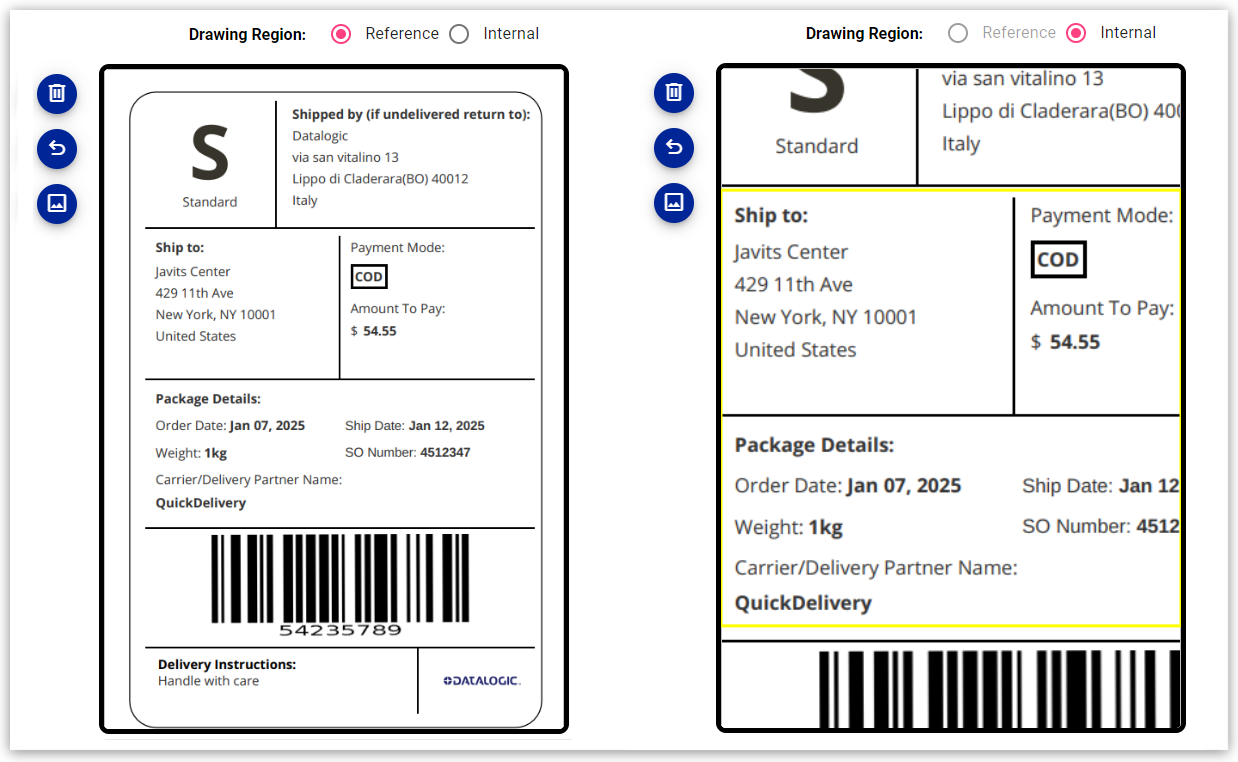 Drawing Region: Reference Internal
S
Standard
Shipped by (if undelivered return to):
Datalogic
via san vitalino 13
Lippo di Claderara(BO) 40012
Italy
Ship to:
Javits Center
429 11th Ave
New York, NY 10001
United States
Payment Mode:
COD
Amount To Pay:
$ 54.55
Package Details:
Order Date: Jan 07, 2025 Ship Date: Jan 12, 2025
Weight: 1kg SO Number: 4512347
Carrier/Delivery Partner Name:
QuickDelivery
54235789
Delivery Instructions:
Handle with care
DATALOGIC.
Drawing Region: Reference Internal
S
Standard
via san vitalino 13
Lippo di Claderara(BO) 400
Italy
Ship to:
Javits Center
429 11th Ave
New York, NY 10001
United States
Payment Mode:
COD
Amount To Pay:
$ 54.55
Package Details:
Order Date: Jan 07, 2025 Ship Date: Jan 12
Weight: 1kg SO Number: 4512
Carrier/Delivery Partner Name:
QuickDelivery